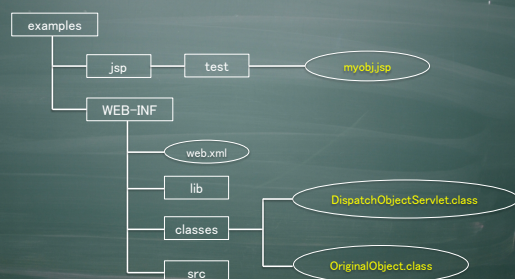 examples
jsp
test
myobj.jsp
WEB-INF
web.xml
lib
classes
DispatchObjectServlet.class
OriginalObject.class
src